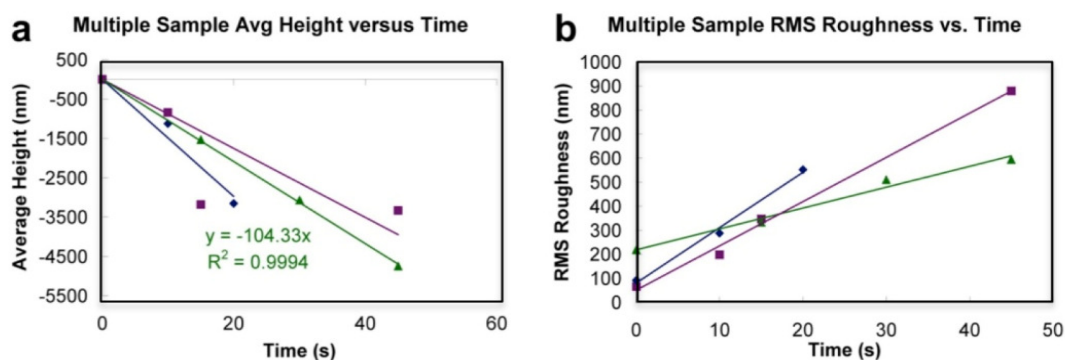 a
Multiple Sample Avg Height versus Time
Average Height (nm)
500
-500
-1500
-2500
-3500
-4500
-5500
y = -104.33x
R² = 0.9994
0 20 40 60
Time (s)
b
Multiple Sample RMS Roughness vs. Time
RMS Roughness (nm)
1000
900
800
700
600
500
400
300
200
100
0
0 10 20 30 40 50
Time (s)